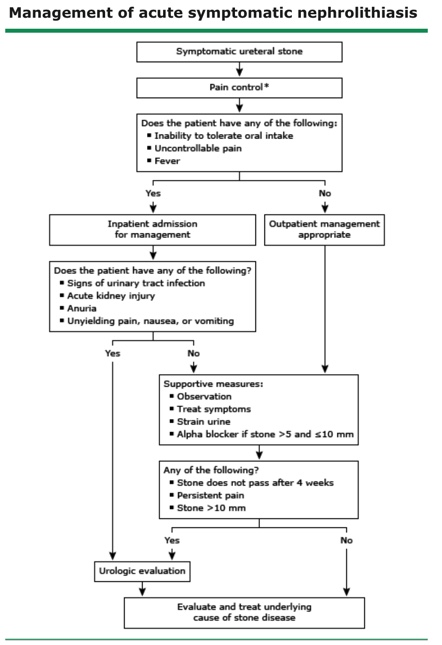 Management of acute symptomatic nephrolithiasis
Symptomatic ureteral stone
Pain control*
Does the patient have any of the following:
▪ Inability to tolerate oral intake
▪ Uncontrollable pain
▪ Fever
Yes
No
Inpatient admission
for management
Outpatient management
appropriate
Does the patient have any of the following?
▪ Signs of urinary tract infection
▪ Acute kidney injury
▪ Anuria
▪ Unyielding pain, nausea, or vomiting
Yes
No
Supportive measures:
▪ Observation
▪ Treat symptoms
▪ Strain urine
▪ Alpha blocker if stone >5 and ≤10 mm
Any of the following?
▪ Stone does not pass after 4 weeks
▪ Persistent pain
▪ Stone >10 mm
Yes
No
Urologic evaluation
Evaluate and treat underlying
cause of stone disease